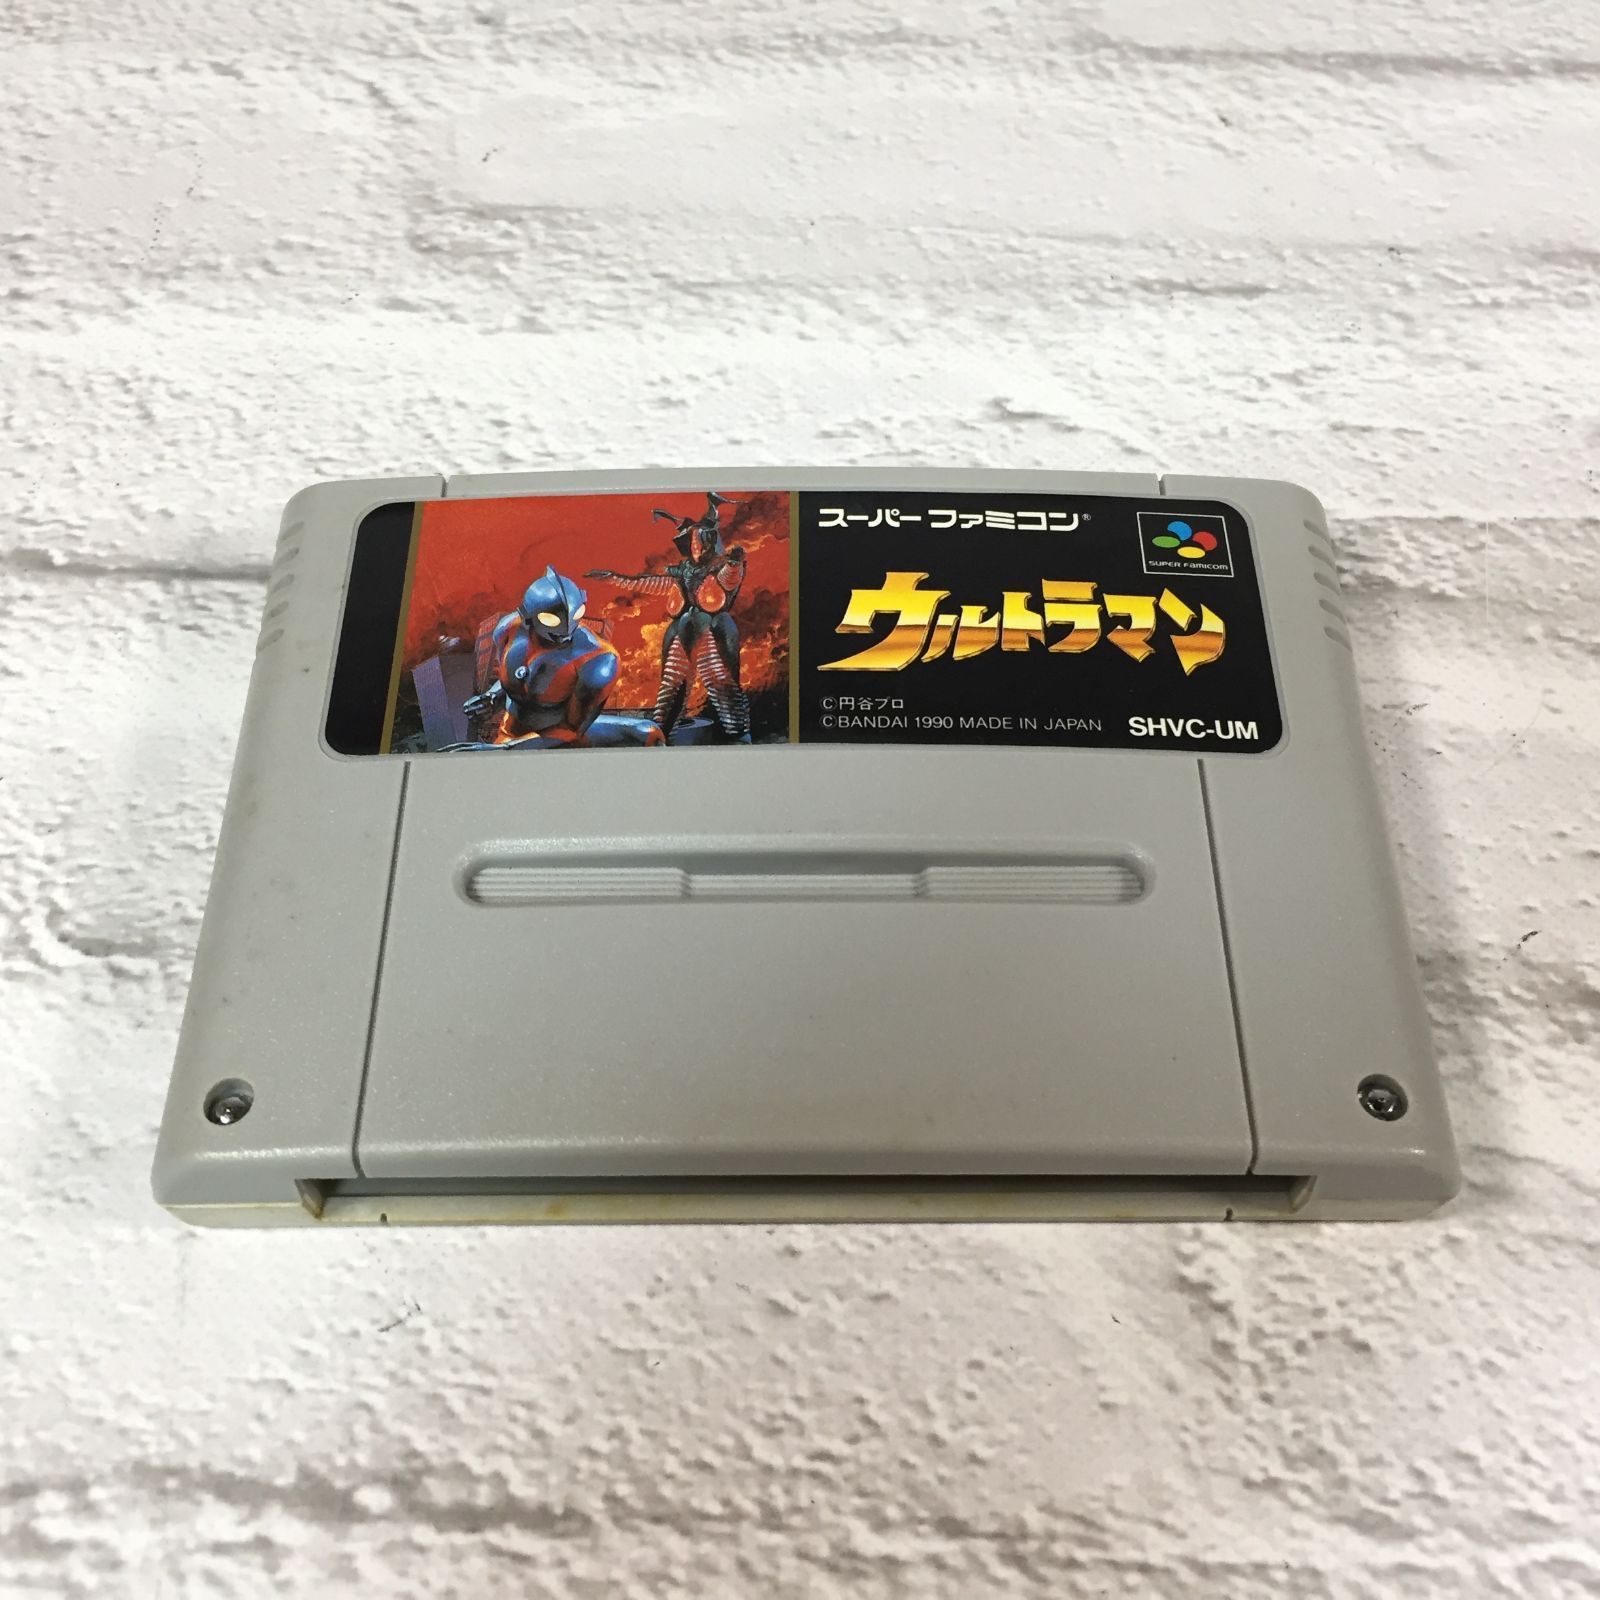 スーパーファミコン®
SUPER FAMICOM
ウルトラマン
©円谷プロ
©BANDAI 1990 MADE IN JAPAN SHVC-UM